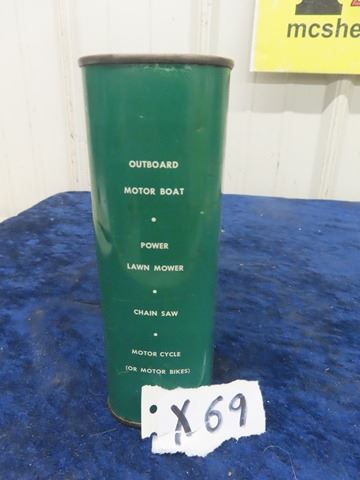 mcshe
OUTBOARD
MOTOR BOAT
•
POWER
LAWN MOWER
•
CHAIN SAW
•
MOTOR CYCLE
(OR MOTOR BIKES)
X69